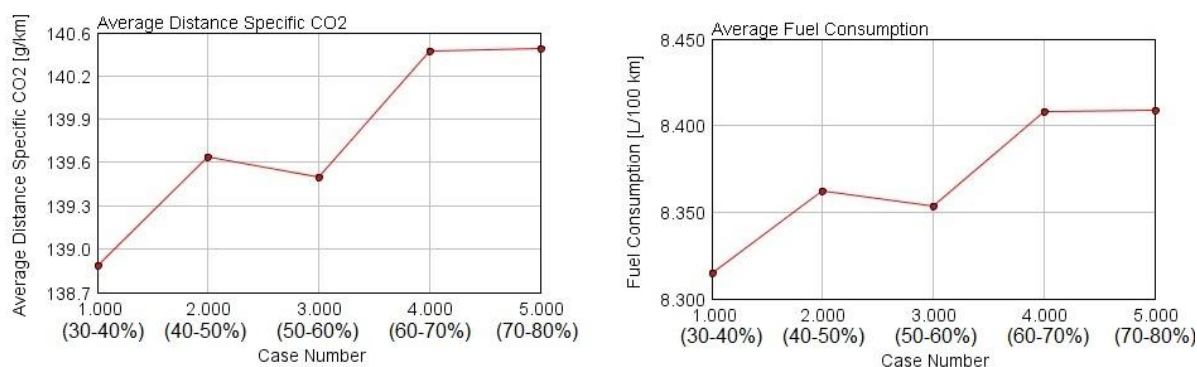 Average Distance Specific CO2
Average Distance Specific CO2 [g/km]
140.6
140.2
139.9
139.6
139.3
139.0
138.7
1.000 2.000 3.000 4.000 5.000
(30-40%) (40-50%) (50-60%) (60-70%) (70-80%)
Case Number
Average Fuel Consumption
Fuel Consumption [L/100 km]
8.450
8.400
8.350
8.300
1.000 2.000 3.000 4.000 5.000
(30-40%) (40-50%) (50-60%) (60-70%) (70-80%)
Case Number